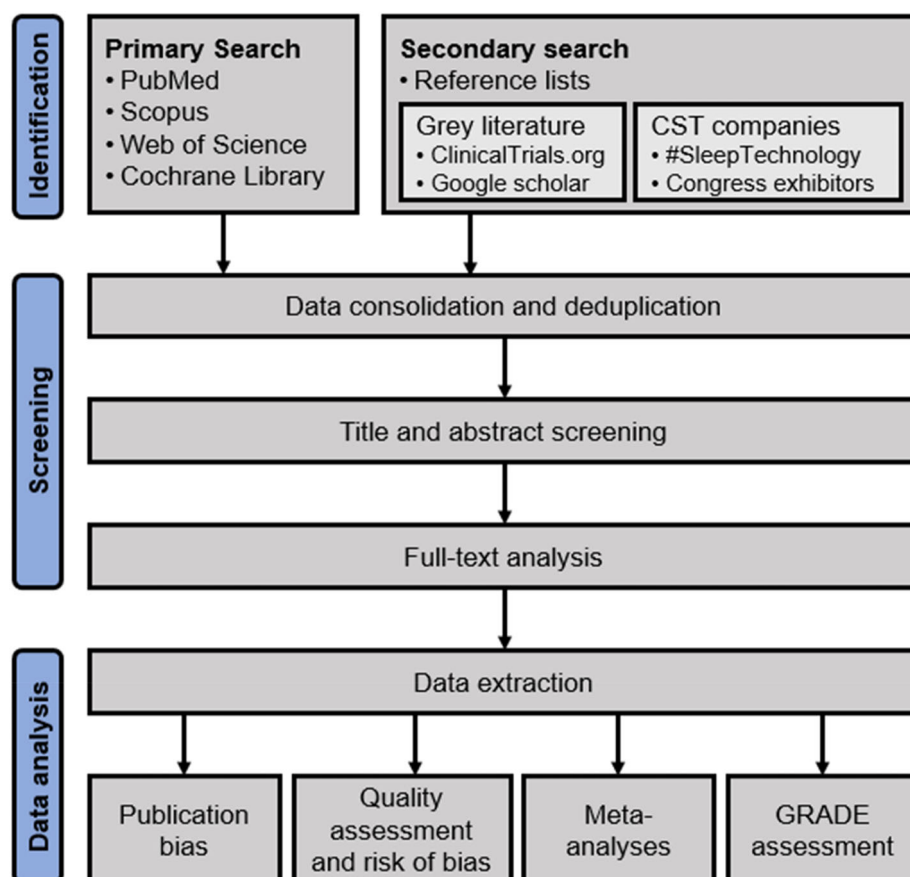 Identification
Primary Search
• PubMed
• Scopus
• Web of Science
• Cochrane Library
Secondary search
• Reference lists
Grey literature
• ClinicalTrials.org
• Google scholar
CST companies
• #SleepTechnology
• Congress exhibitors
Screening
Data consolidation and deduplication
Title and abstract screening
Full-text analysis
Data analysis
Data extraction
Publication
bias
Quality
assessment
and risk of bias
Meta-
analyses
GRADE
assessment